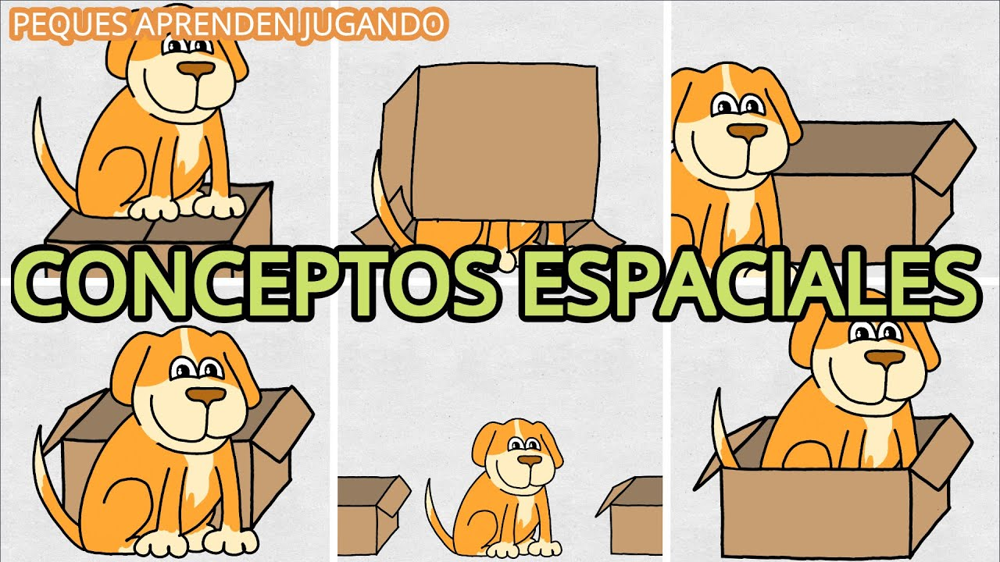 PEQUES APRENDEN JUGANDO
CONCEPTOS ESPACIALES